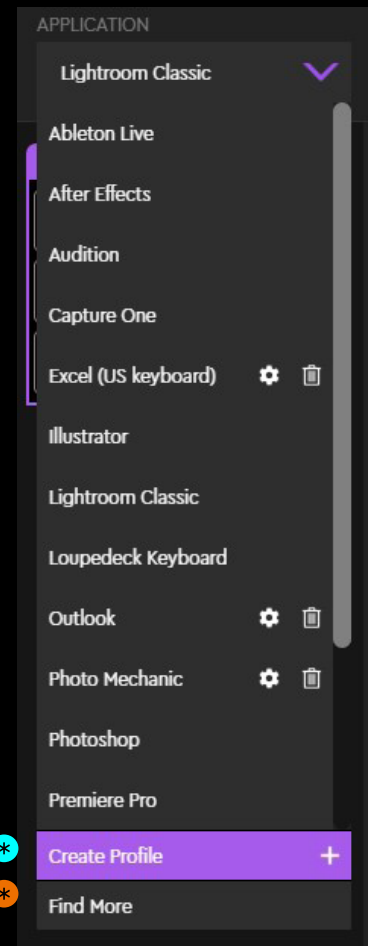 APPLICATION
Lightroom Classic
Ableton Live
After Effects
Audition
Capture One
Excel (US keyboard)
Illustrator
Lightroom Classic
Loupedeck Keyboard
Outlook
Photo Mechanic
Photoshop
Premiere Pro
* Create Profile +
* Find More